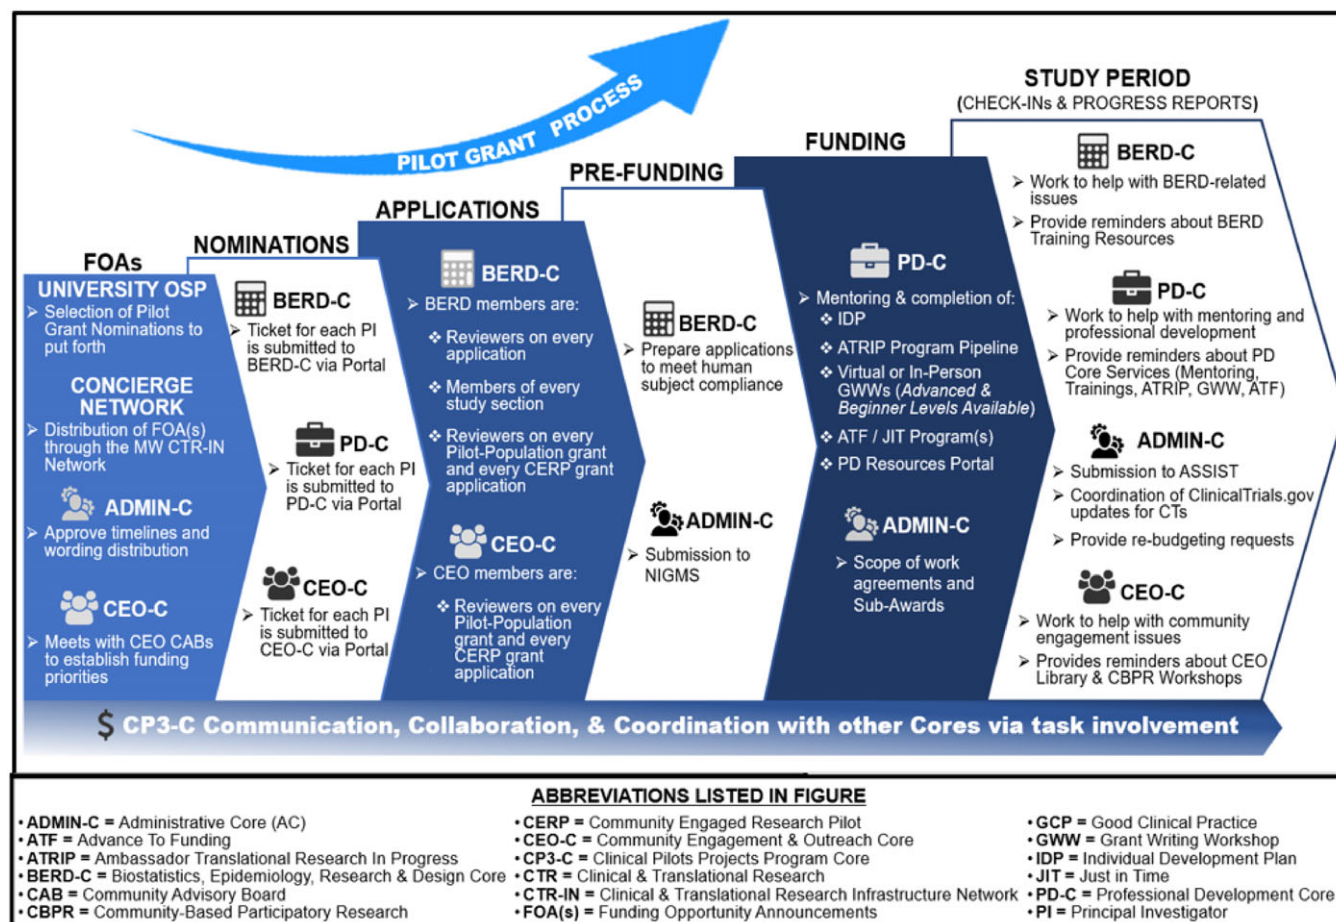 PILOT GRANT PROCESS
FOAs
UNIVERSITY OSP
➢ Selection of Pilot
Grant Nominations to
put forth
CONCIERGE
NETWORK
➢ Distribution of FOA(s)
through the MW CTR-IN
Network
ADMIN-C
➢ Approve timelines and
wording distribution
CEO-C
➢ Meets with CEO CABs
to establish funding
priorities
NOMINATIONS
BERD-C
➢ Ticket for each PI
is submitted to
BERD-C via Portal
PD-C
➢ Ticket for each PI
is submitted to
PD-C via Portal
CEO-C
➢ Ticket for each PI
is submitted to
CEO-C via Portal
APPLICATIONS
BERD-C
➢ BERD members are:
❖ Reviewers on every
application
❖ Members of every
study section
❖ Reviewers on every
Pilot-Population grant
and every CERP grant
application
CEO-C
➢ CEO members are:
❖ Reviewers on every
Pilot-Population
grant and every
CERP grant
application
PRE-FUNDING
BERD-C
➢ Prepare applications
to meet human
subject compliance
ADMIN-C
➢ Submission to
NIGMS
FUNDING
PD-C
➢ Mentoring & completion of:
❖ IDP
❖ ATRIP Program Pipeline
❖ Virtual or In-Person
GWWs (Advanced &
Beginner Levels Available)
❖ ATF / JIT Program(s)
❖ PD Resources Portal
ADMIN-C
➢ Scope of work
agreements and
Sub-Awards
STUDY PERIOD
(CHECK-INs & PROGRESS REPORTS)
BERD-C
➢ Work to help with BERD-related
issues
➢ Provide reminders about BERD
Training Resources
PD-C
➢ Work to help with mentoring and
professional development
➢ Provide reminders about PD
Core Services (Mentoring,
Trainings, ATRIP, GWW, ATF)
ADMIN-C
➢ Submission to ASSIST
➢ Coordination of ClinicalTrials.gov
updates for CTs
➢ Provide re-budgeting requests
CEO-C
➢ Work to help with community
engagement issues
➢ Provides reminders about CEO
Library & CBPR Workshops
$ CP3-C Communication, Collaboration, & Coordination with other Cores via task involvement
ABBREVIATIONS LISTED IN FIGURE
• ADMIN-C = Administrative Core (AC)
• ATF = Advance To Funding
• ATRIP = Ambassador Translational Research In Progress
• BERD-C = Biostatistics, Epidemiology, Research & Design Core
• CAB = Community Advisory Board
• CBPR = Community-Based Participatory Research
• CERP = Community Engaged Research Pilot
• CEO-C = Community Engagement & Outreach Core
• CP3-C = Clinical Pilots Projects Program Core
• CTR = Clinical & Translational Research
• CTR-IN = Clinical & Translational Research Infrastructure Network
• FOA(s) = Funding Opportunity Announcements
• GCP = Good Clinical Practice
• GWW = Grant Writing Workshop
• IDP = Individual Development Plan
• JIT = Just in Time
• PD-C = Professional Development Core
• PI = Principal Investigator